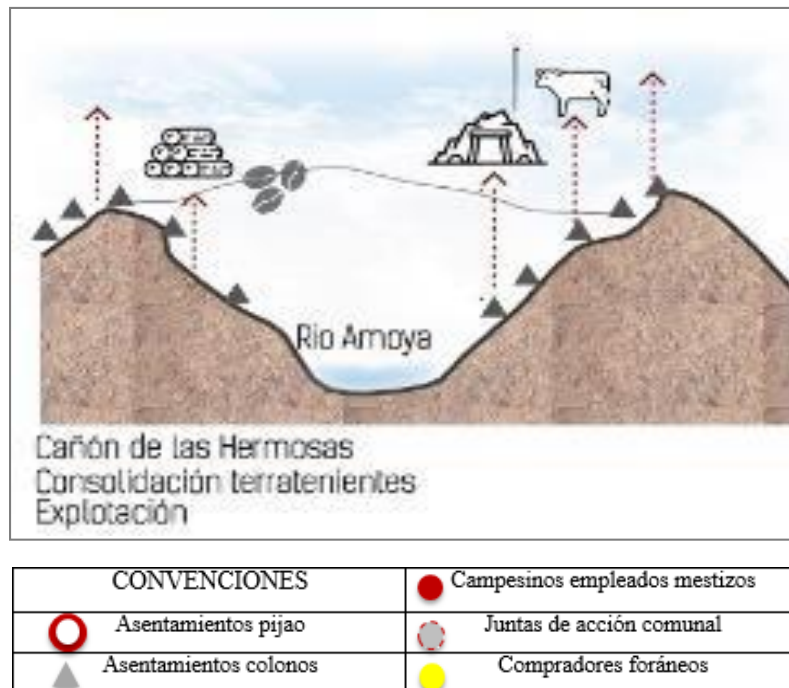 Rio Amoya
Cañón de las Hermosas
Consolidación terratenientes
Explotación
CONVENCIONES
Campesinos empleados mestizos
Asentamientos pijao
Juntas de acción comunal
Asentamientos colonos
Compradores foráneos